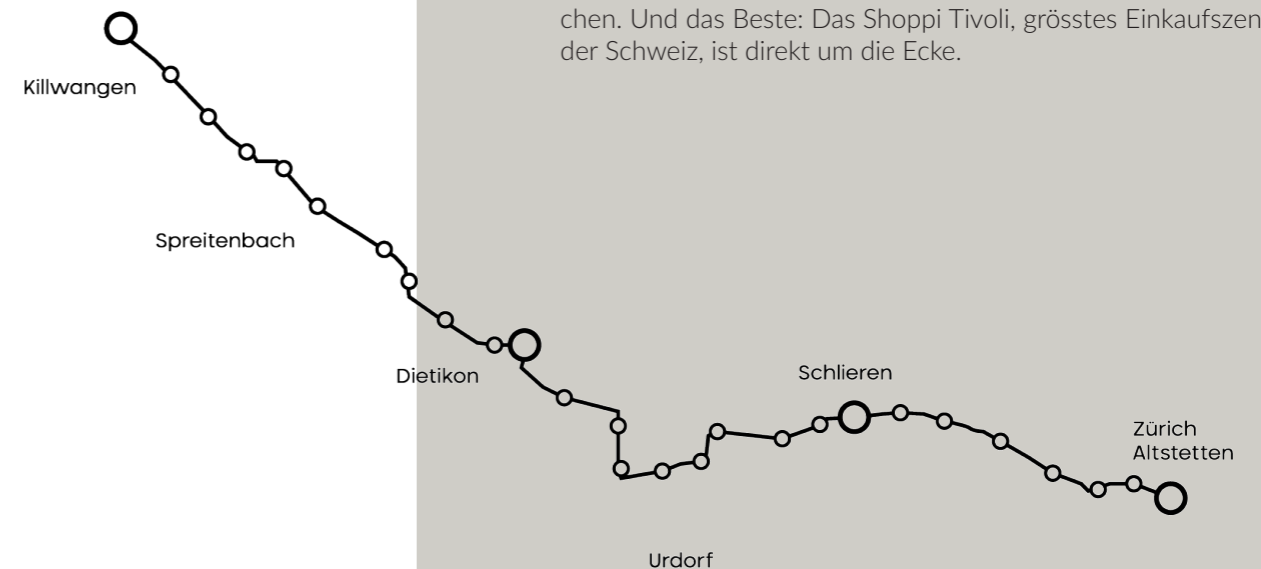 chen. Und das Beste: Das Shoppi Tivoli, grösstes Einkaufszen
der Schweiz, ist direkt um die Ecke.
Killwangen
Spreitenbach
Dietikon
Schlieren
Zürich
Altstetten
Urdorf